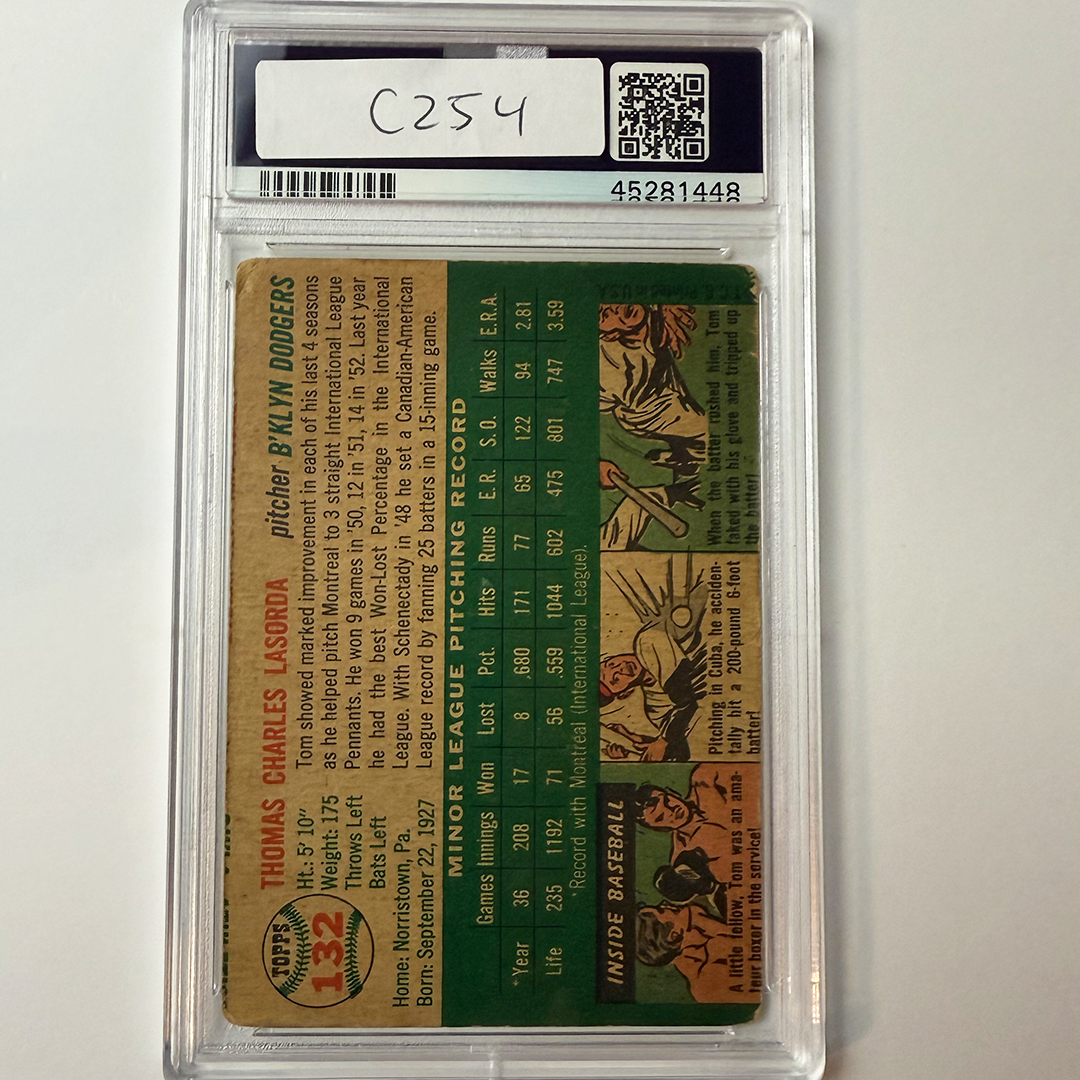 C254
45281448
TOPPS
132
THOMAS CHARLES LASORDA pitcher B'KLYN DODGERS
Ht.: 5' 10"
Weight: 175
Throws Left
Bats Left
Home: Norristown, Pa.
Born: September 22, 1927
Tom showed marked improvement in each of his last 4 seasons
as he helped pitch Montreal to 3 straight International League
Pennants. He won 9 games in '50, 12 in '51, 14 in '52. Last year
he had the best Won-Lost Percentage in the International
League. With Schenectady in '48 he set a Canadian-American
League record by fanning 25 batters in a 15-inning game.
MINOR LEAGUE PITCHING RECORD
Games Innings Won Lost Pct. Hits Runs E.R. S.O. Walks E.R.A.
*Year 36 208 17 8 .680 171 77 65 122 94 2.81
Life 235 1192 71 56 .559 1044 602 475 801 747 3.59
*Record with Montreal (International League).
INSIDE BASEBALL
A little fellow, Tom was an ama-
teur boxer in the service!
Pitching in Cuba, he acciden-
tally hit a 200-pound 6-foot
batter!
When the batter rushed him, Tom
faked with his glove and tripped up
the batter!
T.C.G. Printed in U.S.A.